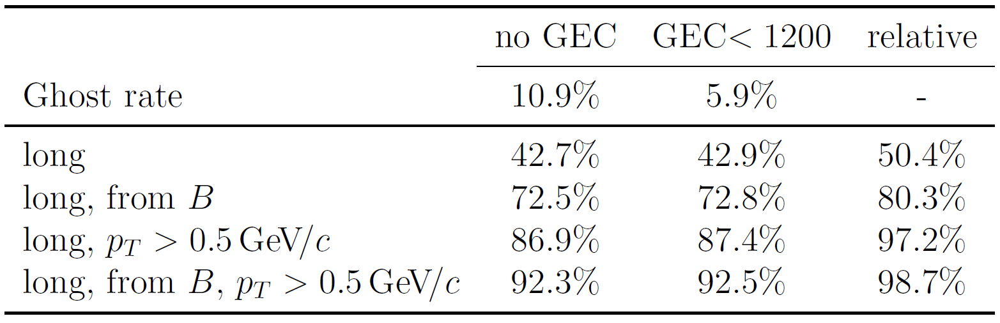 no GEC GEC< 1200 relative
Ghost rate 10.9% 5.9% -
long 42.7% 42.9% 50.4%
long, from B 72.5% 72.8% 80.3%
long, p_T > 0.5 GeV/c 86.9% 87.4% 97.2%
long, from B, p_T > 0.5 GeV/c 92.3% 92.5% 98.7%